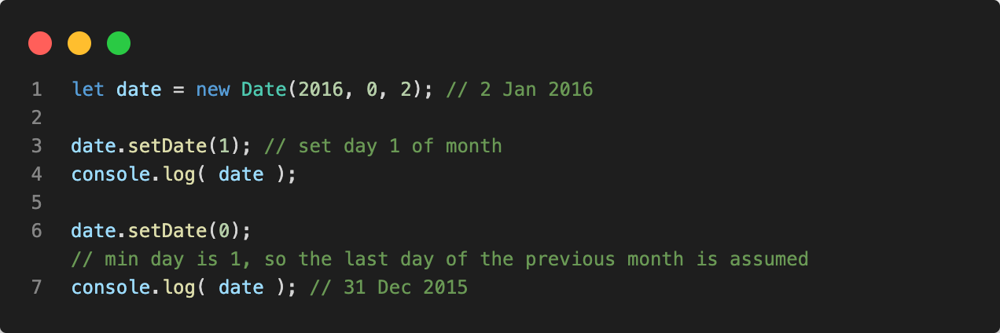 1 let date = new Date(2016, 0, 2); // 2 Jan 2016
2
3 date.setDate(1); // set day 1 of month
4 console.log( date );
5
6 date.setDate(0);
// min day is 1, so the last day of the previous month is assumed
7 console.log( date ); // 31 Dec 2015